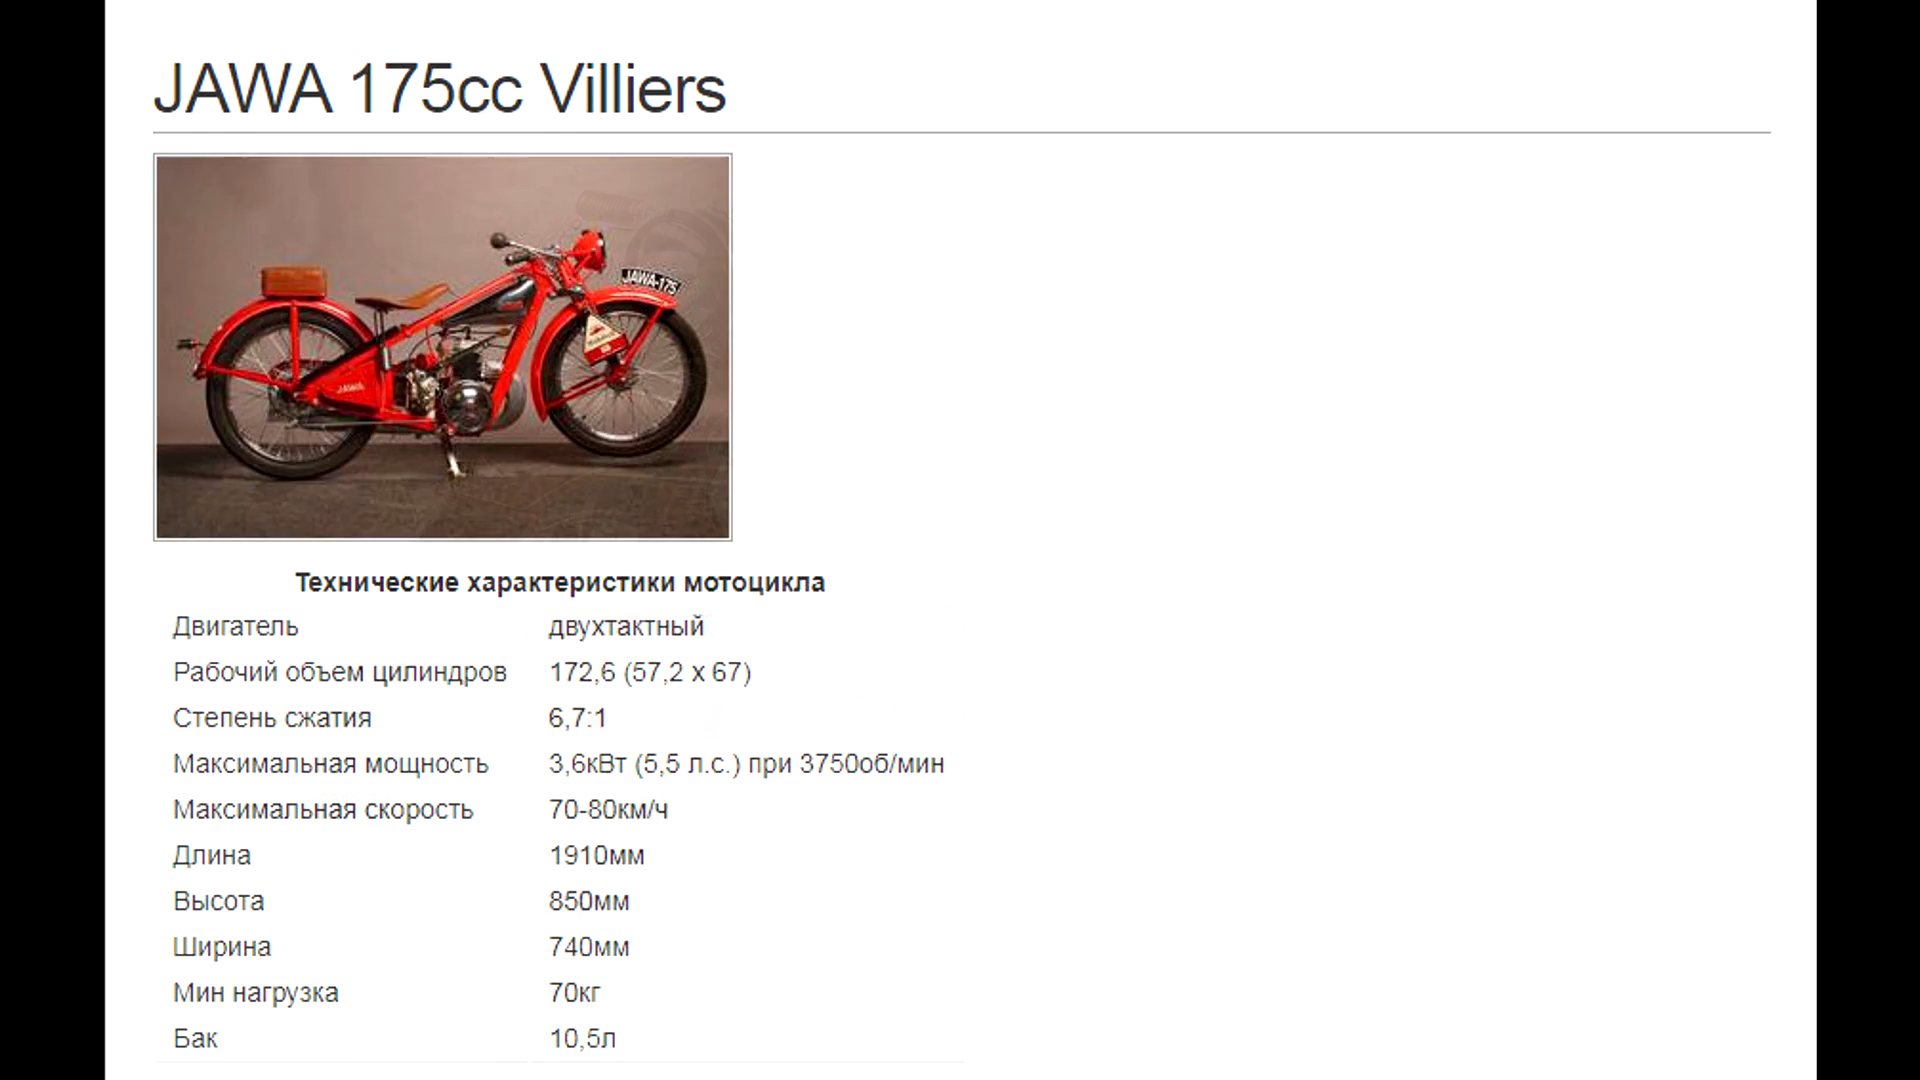 JAWA 175cc Villiers
JAWA-175
JAWA
Технические характеристики мотоцикла
Двигатель двухтактный
Рабочий объем цилиндров 172,6 (57,2 x 67)
Степень сжатия 6,7:1
Максимальная мощность 3,6кВт (5,5 л.с.) при 3750об/мин
Максимальная скорость 70-80км/ч
Длина 1910мм
Высота 850мм
Ширина 740мм
Мин нагрузка 70кг
Бак 10,5л